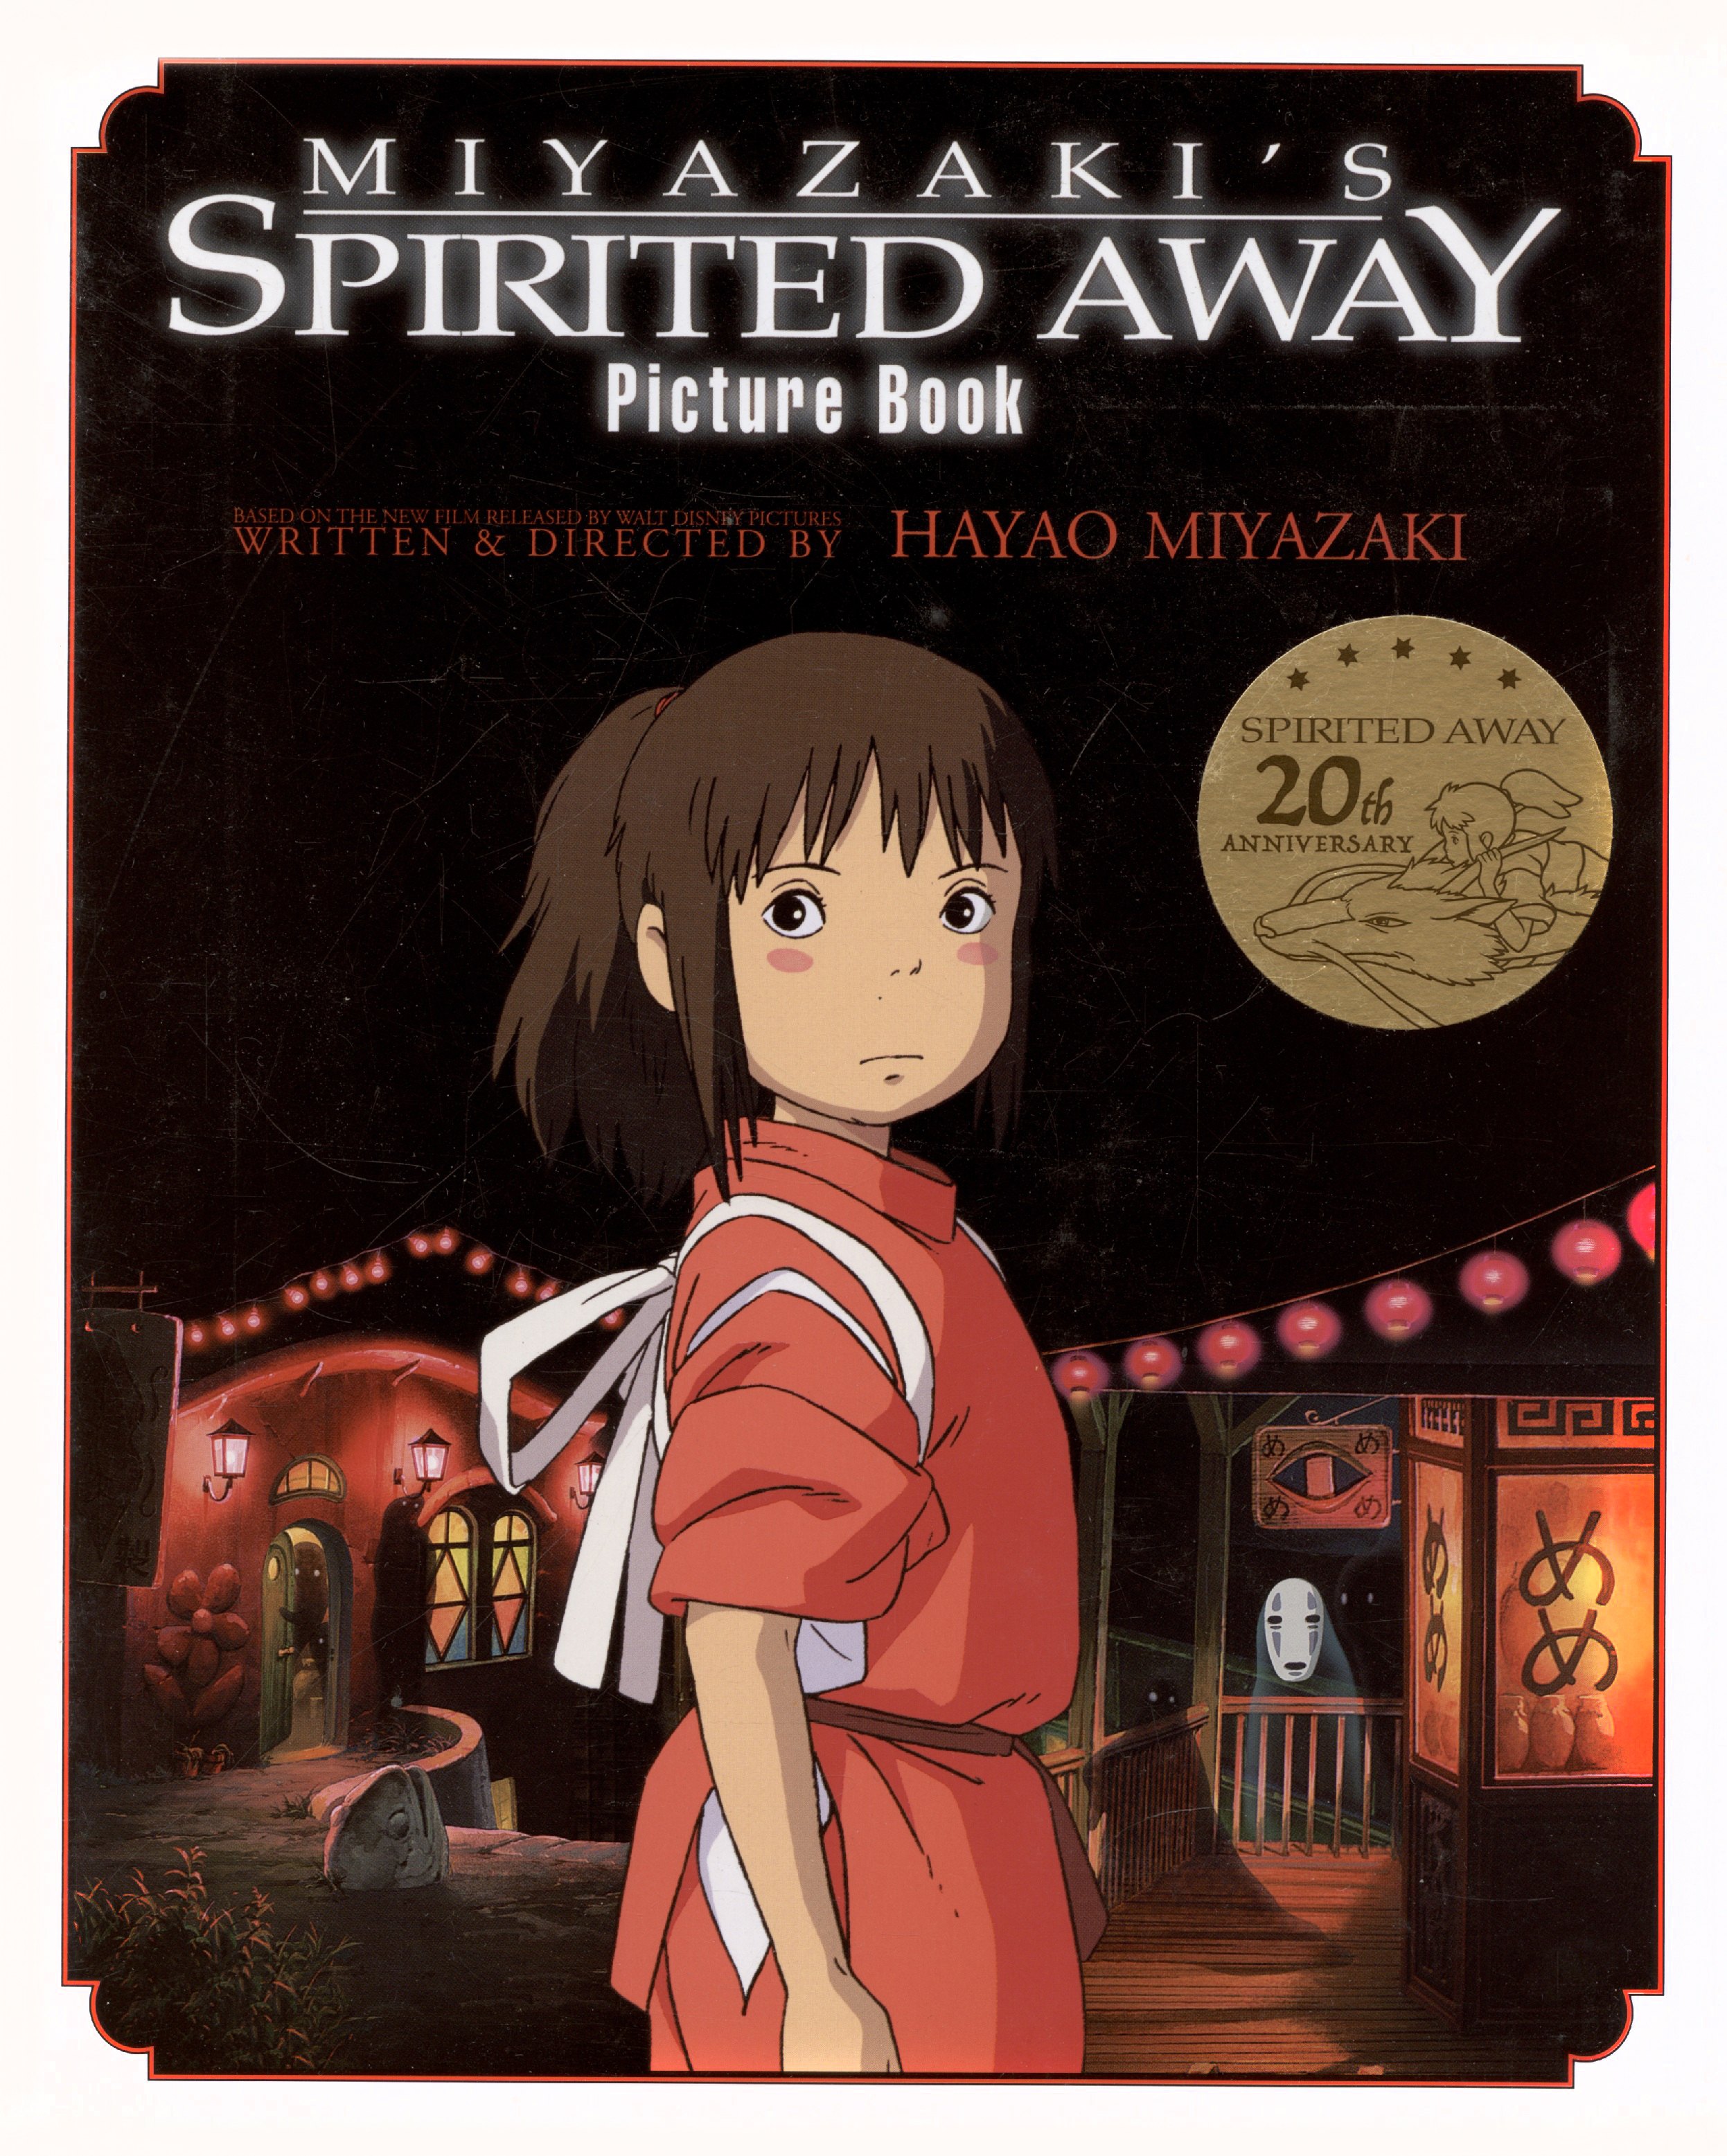 MIYAZAKI'S
SPIRITED AWAY
Picture Book
BASED ON THE NEW FILM RELEASED BY WALT DISNEY PICTURES
WRITTEN & DIRECTED BY HAYAO MIYAZAKI
SPIRITED AWAY
20th
ANNIVERSARY
め め
め め
めめ
めめ
製